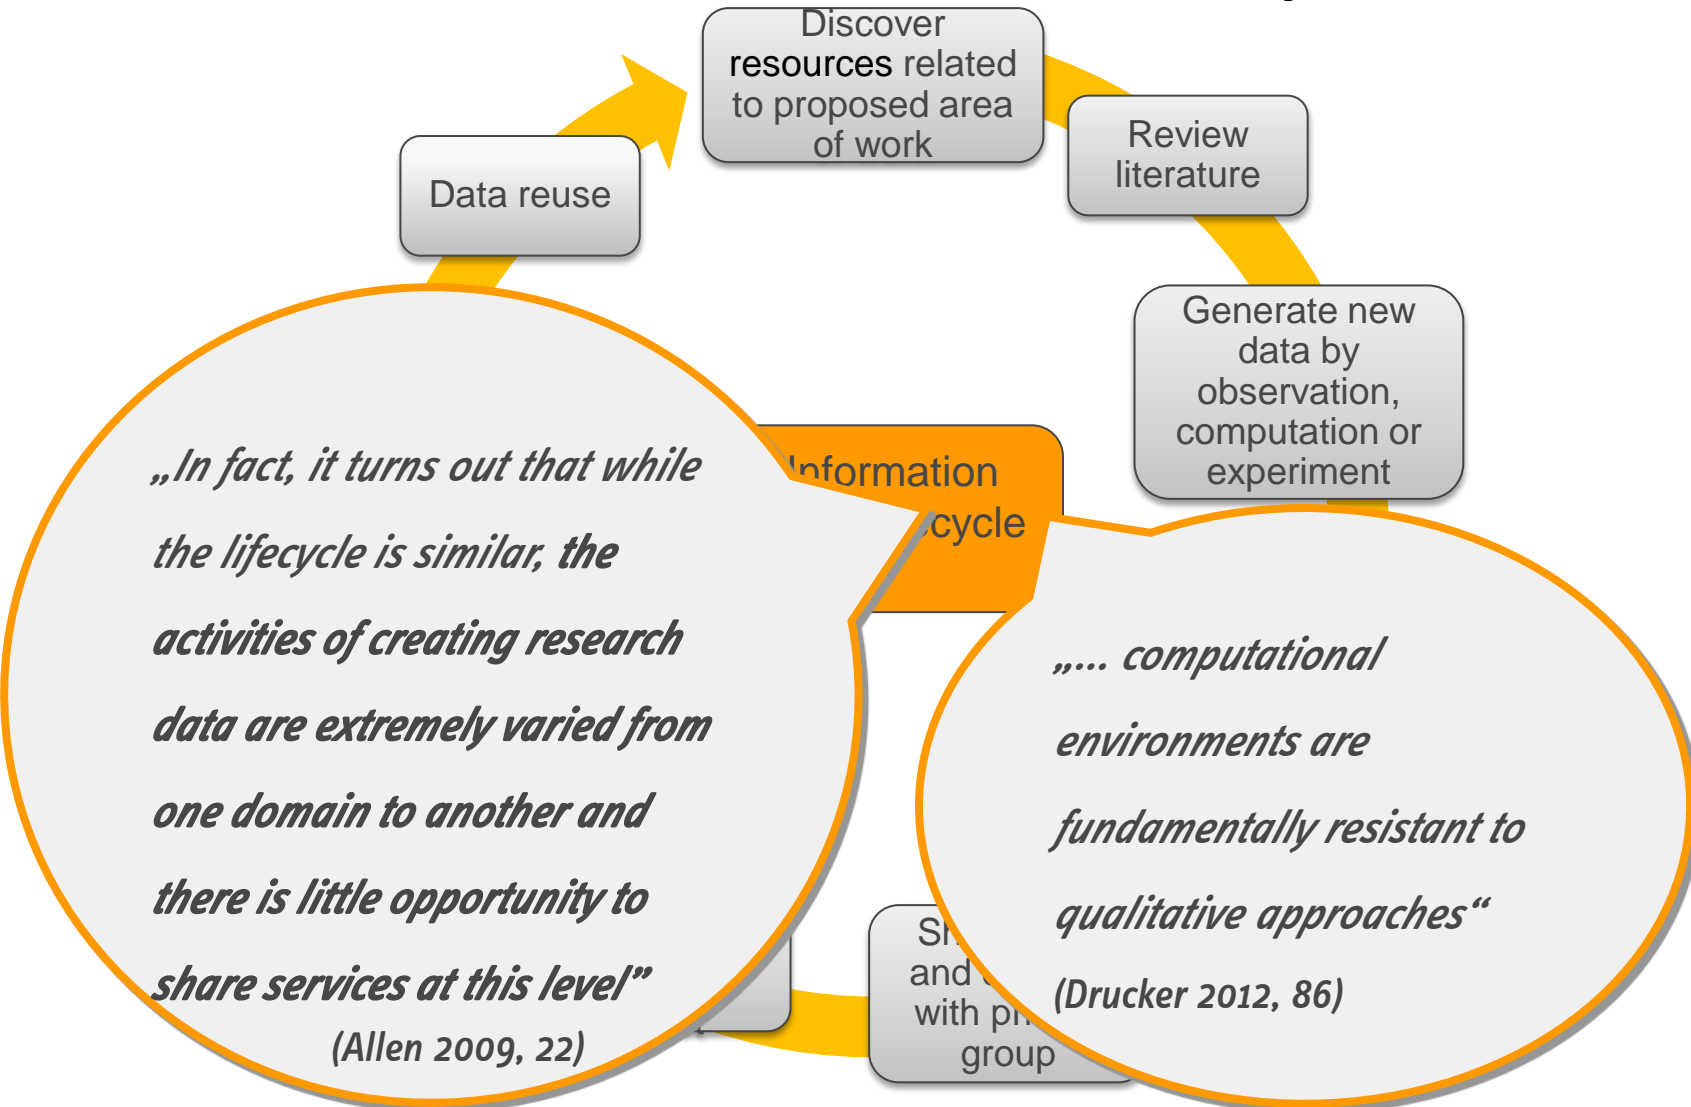 Discover
resources related
to proposed area
of work
Review
literature
Data reuse
Generate new
data by
observation,
computation or
experiment
Information
„In fact, it turns out that while
the lifecycle is similar, the
activities of creating research
data are extremely varied from
one domain to another and
there is little opportunity to
share services at this level”
(Allen 2009, 22)
„... computational
environments are
fundamentally resistant to
qualitative approaches“
(Drucker 2012, 86)
and
with
group